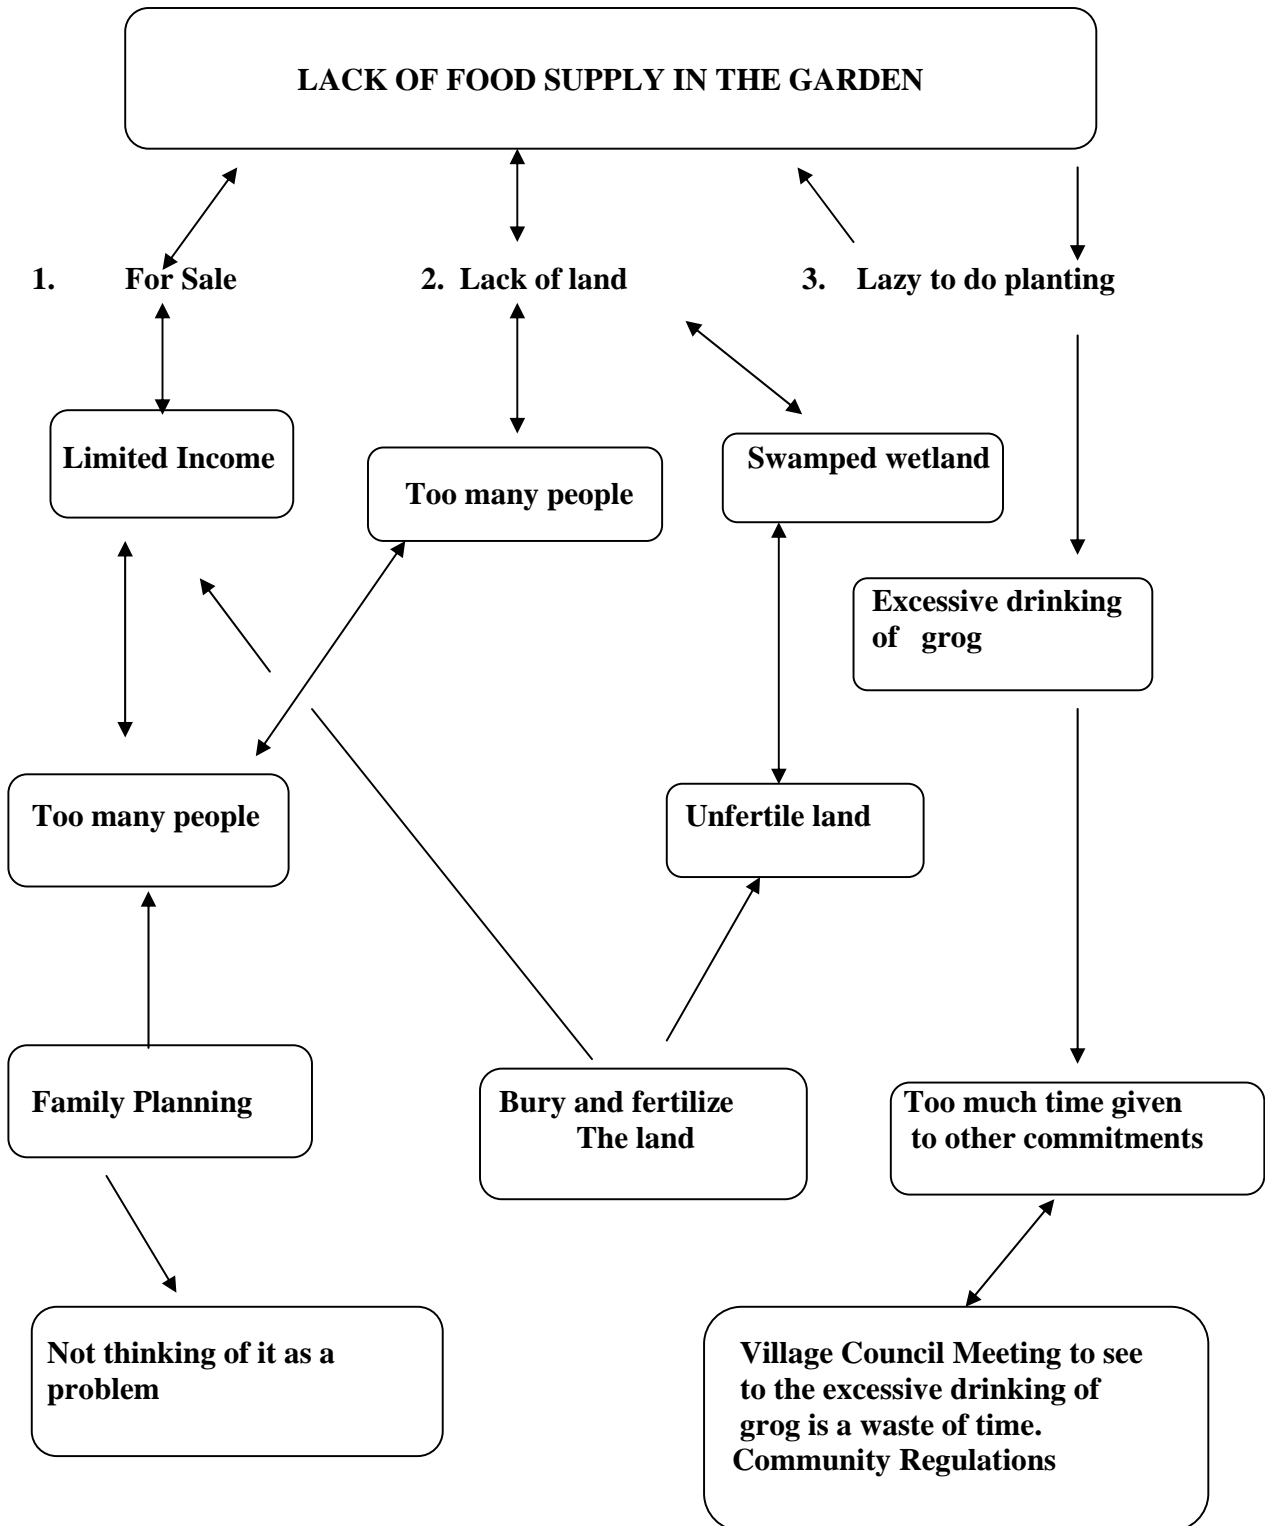 LACK OF FOOD SUPPLY IN THE GARDEN
1. For Sale
2. Lack of land
3. Lazy to do planting
Limited Income
Too many people
Swamped wetland
Excessive drinking
of grog
Too many people
Unfertile land
Family Planning
Bury and fertilize
The land
Too much time given
to other commitments
Not thinking of it as a
problem
Village Council Meeting to see
to the excessive drinking of
grog is a waste of time.
Community Regulations